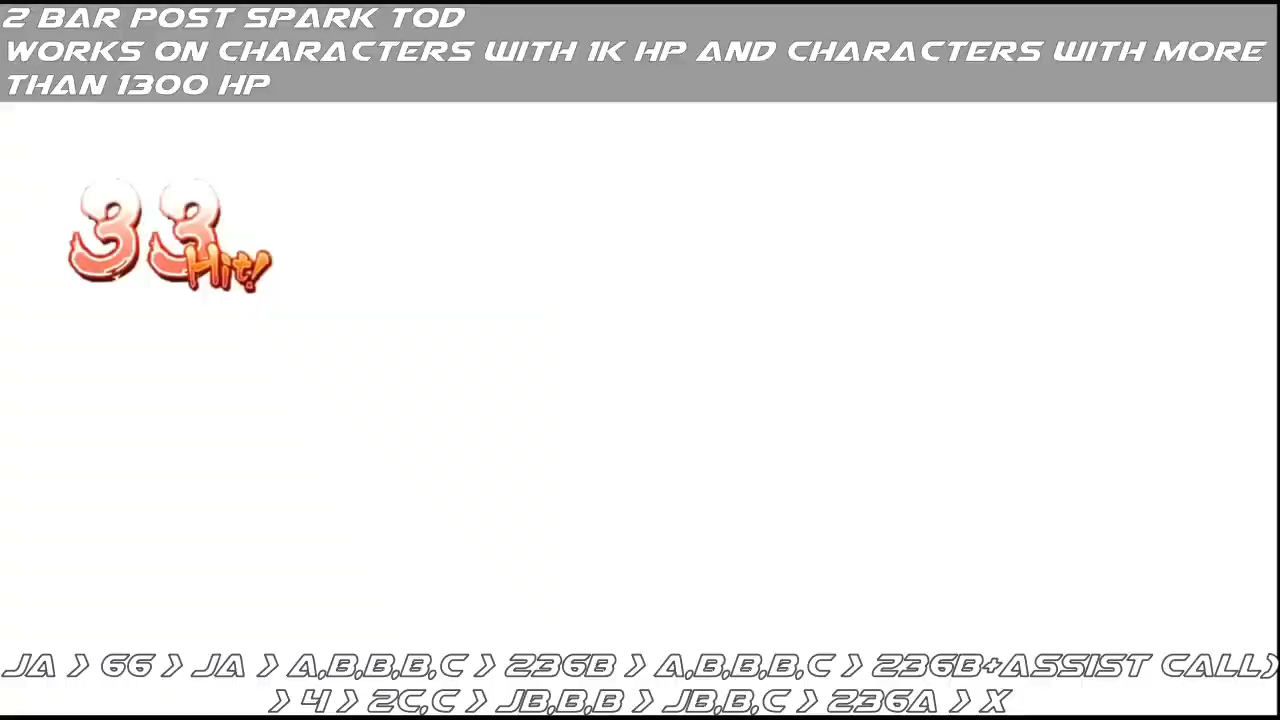 2 BAR POST SPARK TOD
WORKS ON CHARACTERS WITH 1K HP AND CHARACTERS WITH MORE
THAN 1300 HP
33
Hit!
JA > 66 > JA > A,B,B,B,C > 236B > A,B,B,B,C > 236B+ASSIST CALL)
> 4 > 2C,C > JB,B,B > JB,B,C > 236A > X